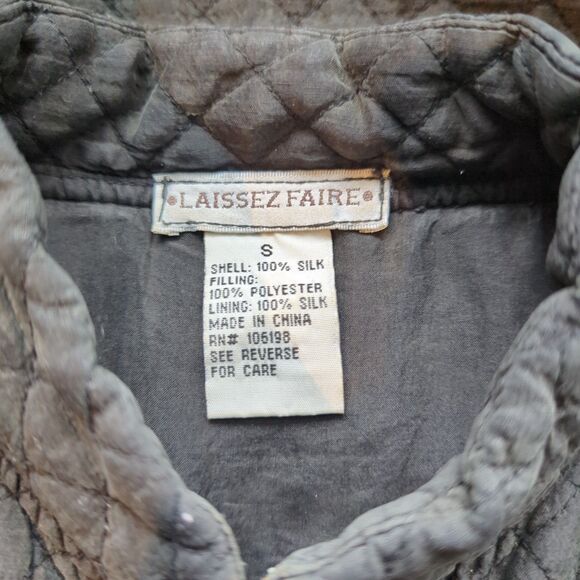 LAISSEZ FAIRE
S
SHELL: 100% SILK
FILLING:
100% POLYESTER
LINING: 100% SILK
MADE IN CHINA
RN# 106198
SEE REVERSE
FOR CARE